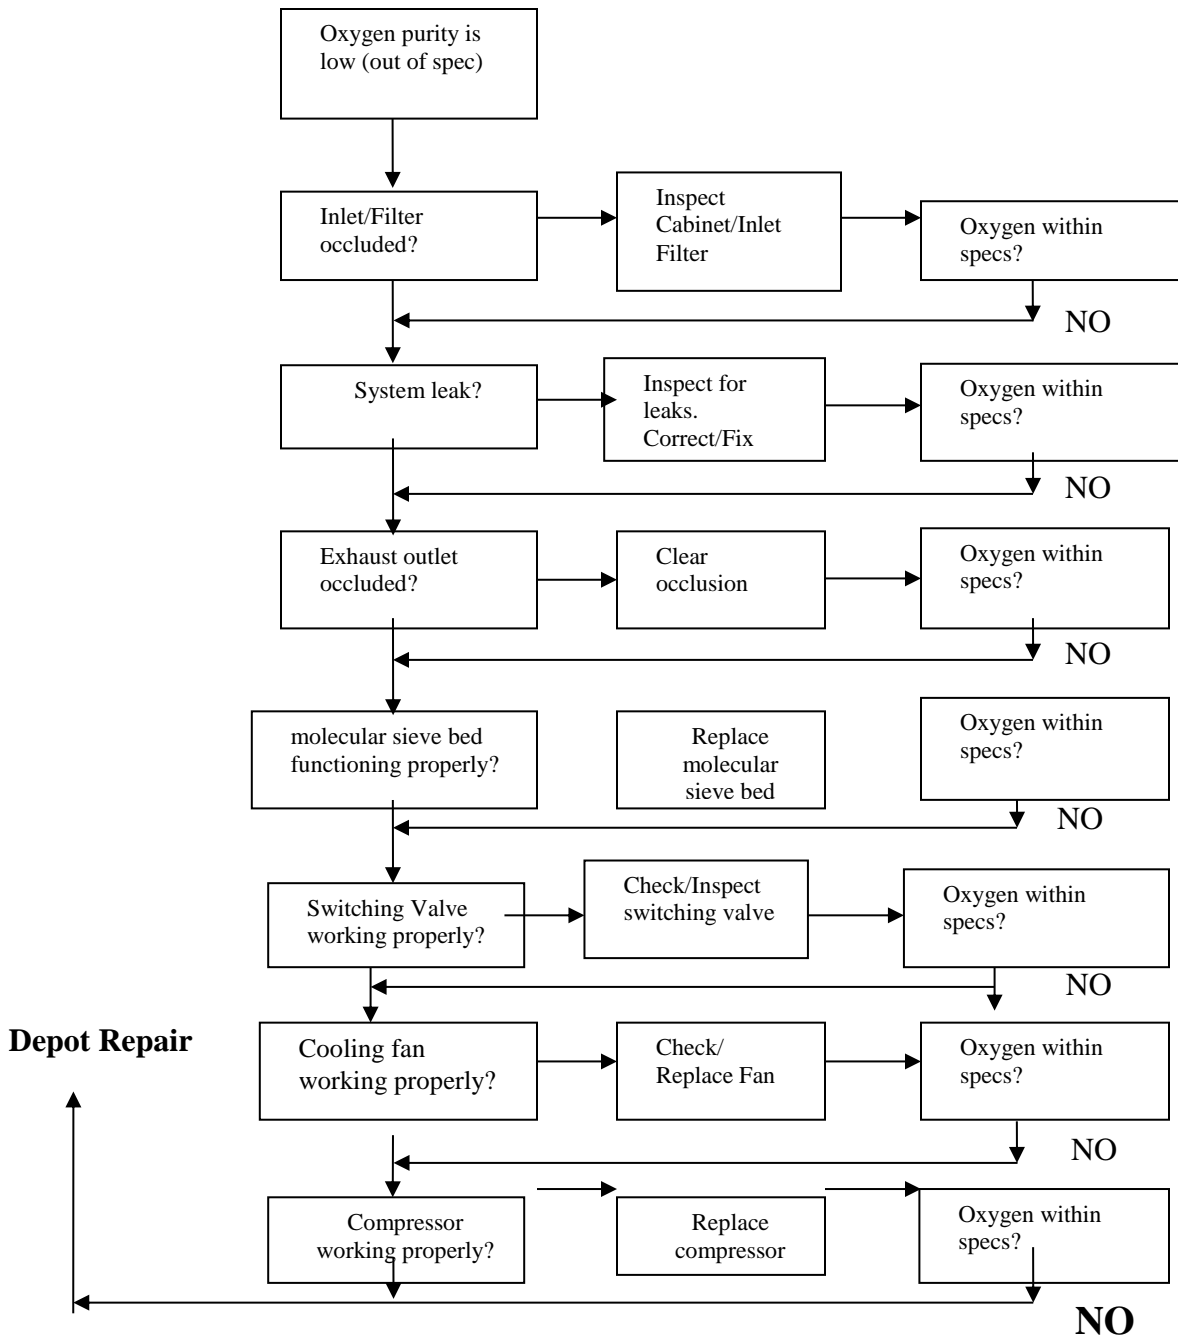 Oxygen purity is
low (out of spec)
Inlet/Filter
occluded?
Inspect
Cabinet/Inlet
Filter
Oxygen within
specs?
NO
System leak?
Inspect for
leaks.
Correct/Fix
Oxygen within
specs?
NO
Exhaust outlet
occluded?
Clear
occlusion
Oxygen within
specs?
NO
molecular sieve bed
functioning properly?
Replace
molecular
sieve bed
Oxygen within
specs?
NO
Switching Valve
working properly?
Check/Inspect
switching valve
Oxygen within
specs?
NO
Depot Repair
Cooling fan
working properly?
Check/
Replace Fan
Oxygen within
specs?
NO
Compressor
working properly?
Replace
compressor
Oxygen within
specs?
NO